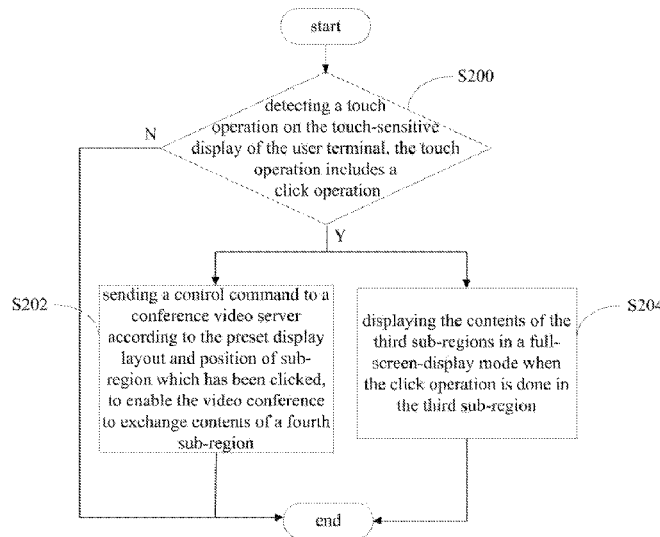 start
S200
detecting a touch
operation on the touch-sensitive
display of the user terminal, the touch
operation includes a
click operation
N
Y
S202
sending a control command to a
conference video server
according to the preset display
layout and position of sub-
region which has been clicked,
to enable the video conference
to exchange contents of a fourth
sub-region
displaying the contents of the
third sub-regions in a full-
screen-display mode when
the click operation is done in
the third sub-region
S204
end